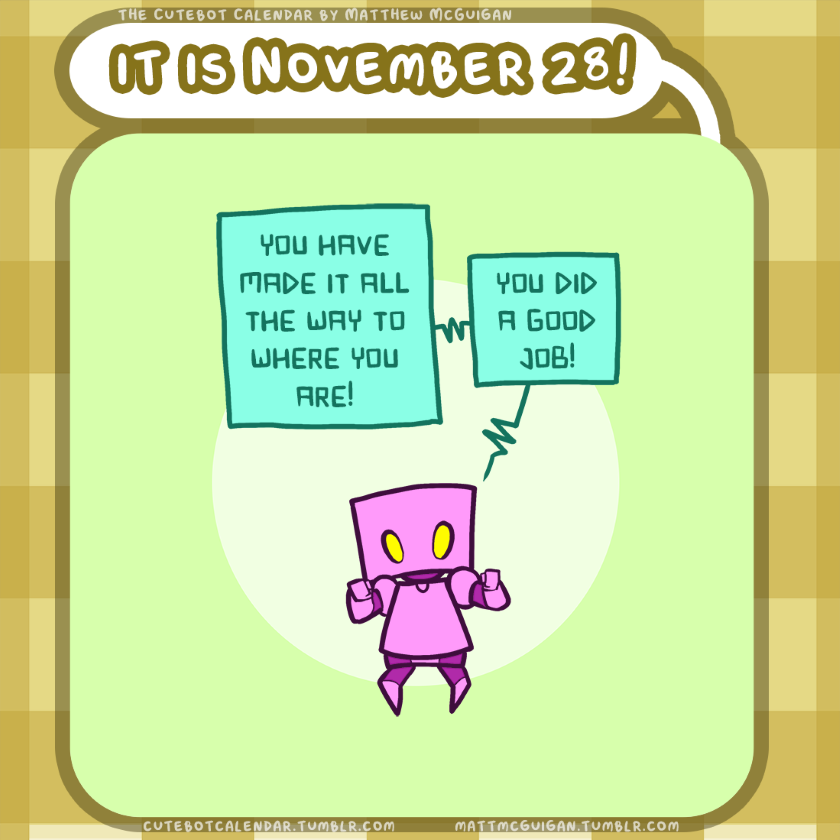 THE CUTEBOT CALENDAR BY MATTHEW MCGUIGAN
IT IS NOVEMBER 28!
YOU HAVE
MADE IT ALL
THE WAY TO
WHERE YOU
ARE!
YOU DID
A GOOD
JOB!
CUTEBOTCALENDAR.TUMBLR.COM
MATTMCGUIGAN.TUMBLR.COM